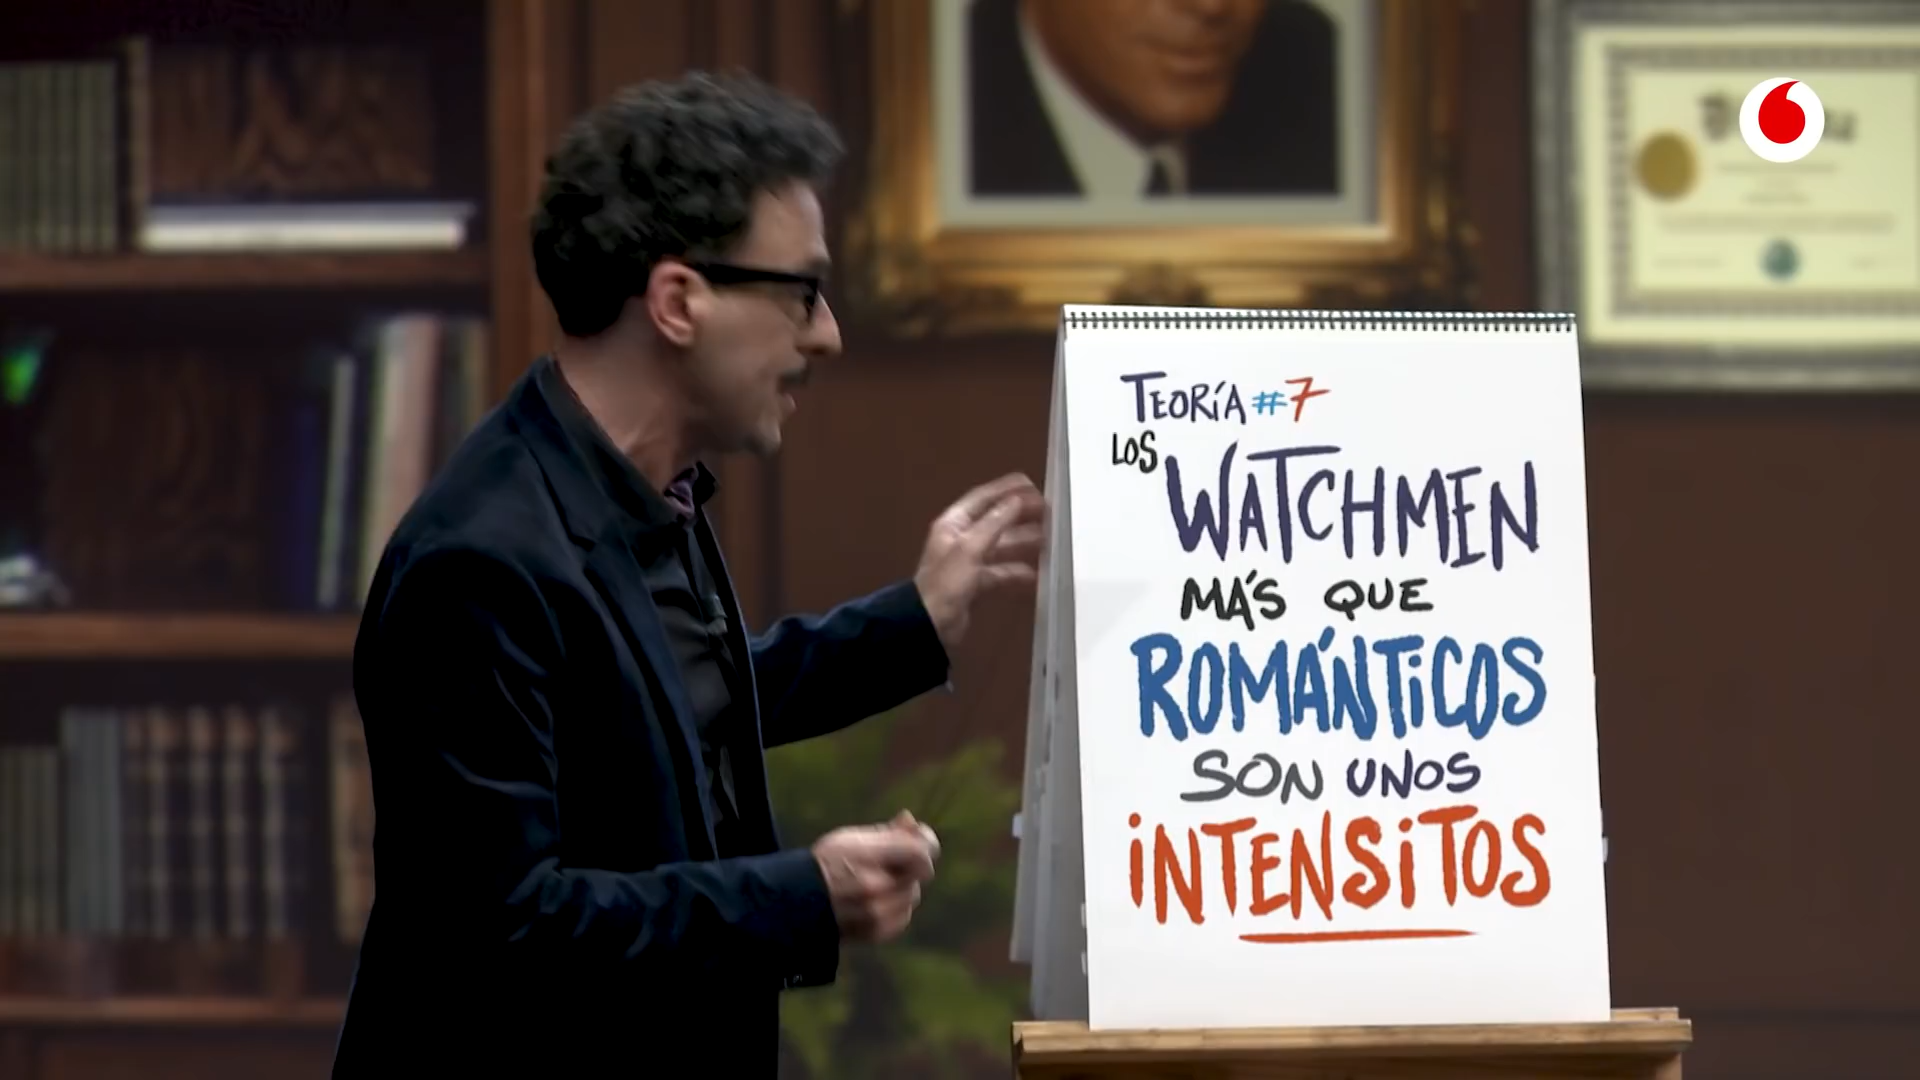 TEORÍA #7
LOS
WATCHMEN
MÁS QUE
ROMÁNTiCOS
SON UNOS
iNTENSiTOS